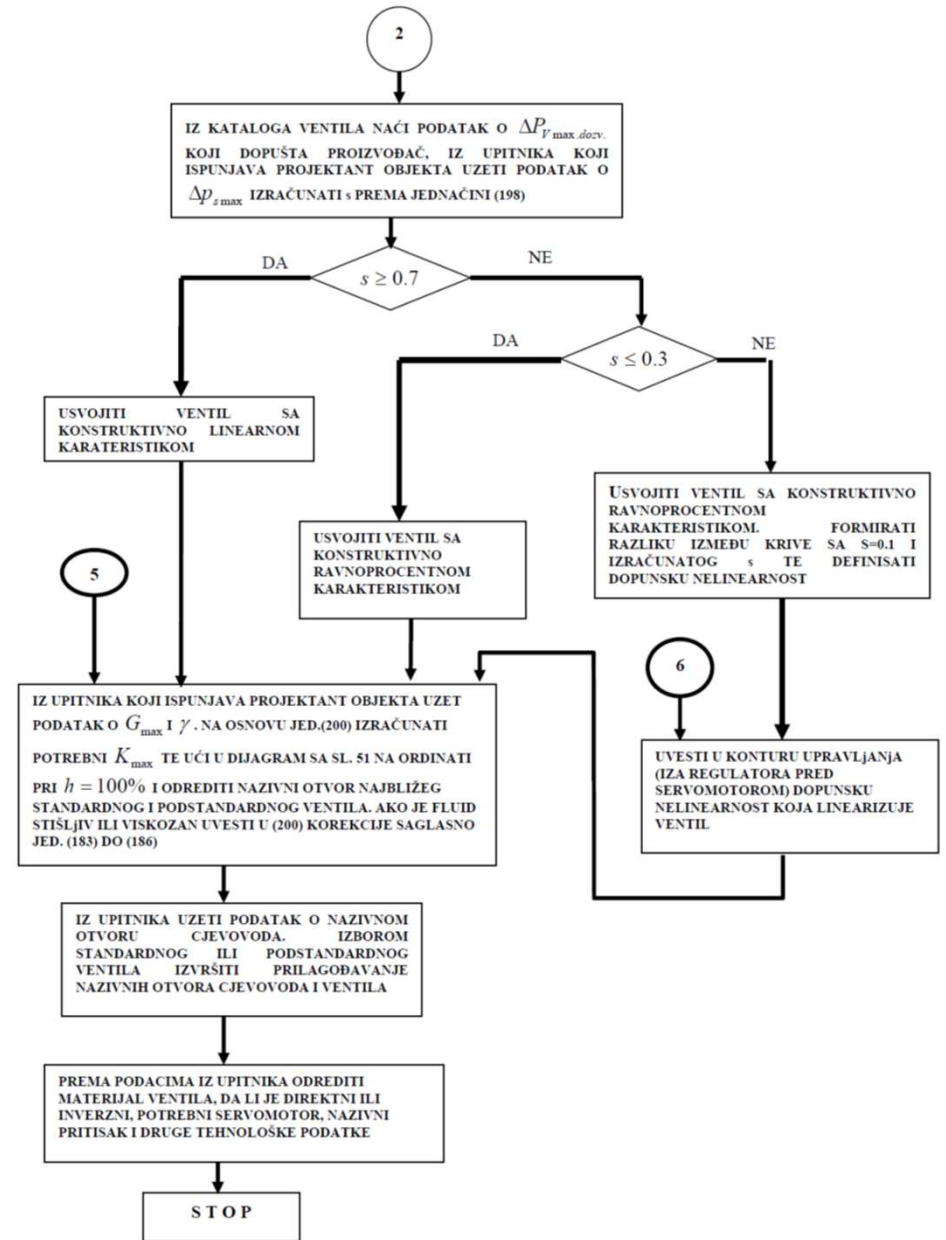 2
IZ KATALOGA VENTILA NAĆI PODATAK O ΔP_{V max.dozv.}
KOJI DOPUŠTA PROIZVOĐAČ, IZ UPITNIKA KOJI
ISPUNJAVA PROJEKTANT OBJEKTA UZETI PODATAK O
Δp_{s max} IZRAČUNATI s PREMA JEDNAČINI (198)
DA
s ≥ 0.7
NE
DA
s ≤ 0.3
NE
USVOJITI VENTIL SA
KONSTRUKTIVNO LINEARNOM
KARATERISTIKOM
USVOJITI VENTIL SA
KONSTRUKTIVNO
RAVNOPROCENTNOM
KARAKTERISTIKOM
USVOJITI VENTIL SA KONSTRUKTIVNO
RAVNOPROCENTNOM
KARAKTERISTIKOM. FORMIRATI
RAZLIKU IZMEĐU KRIVE SA S=0.1 I
IZRAČUNATOG s TE DEFINISATI
DOPUNSKU NELINEARNOST
5
6
IZ UPITNIKA KOJI ISPUNJAVA PROJEKTANT OBJEKTA UZET
PODATAK O G_{max} I γ. NA OSNOVU JED.(200) IZRAČUNATI
POTREBNI K_{max} TE UĆI U DIJAGRAM SA SL. 51 NA ORDINATI
PRI h = 100% I ODREDITI NAZIVNI OTVOR NAJBLIŽEG
STANDARDNOG I PODSTANDARDNOG VENTILA. AKO JE FLUID
STIŠLjIV ILI VISKOZAN UVESTI U (200) KOREKCIJE SAGLASNO
JED. (183) DO (186)
UVESTI U KONTURU UPRAVLjANjA
(IZA REGULATORA PRED
SERVOMOTOROM) DOPUNSKU
NELINEARNOST KOJA LINEARIZUJE
VENTIL
IZ UPITNIKA UZETI PODATAK O NAZIVNOM
OTVORU CJEVOVODA. IZBOROM
STANDARDNOG ILI PODSTANDARDNOG
VENTILA IZVRŠITI PRILAGOĐAVANJE
NAZIVNIH OTVORA CJEVOVODA I VENTILA
PREMA PODACIMA IZ UPITNIKA ODREDITI
MATERIJAL VENTILA, DA LI JE DIREKTNI ILI
INVERZNI, POTREBNI SERVOMOTOR, NAZIVNI
PRITISAK I DRUGE TEHNOLOŠKE PODATKE
S T O P